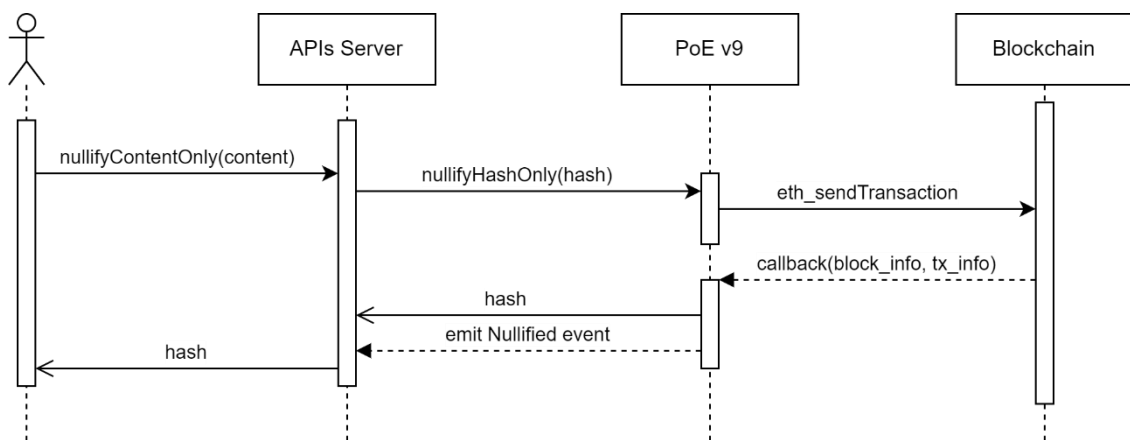 APIs Server
PoE v9
Blockchain
nullifyContentOnly(content)
nullifyHashOnly(hash)
eth_sendTransaction
callback(block_info, tx_info)
hash
emit Nullified event
hash